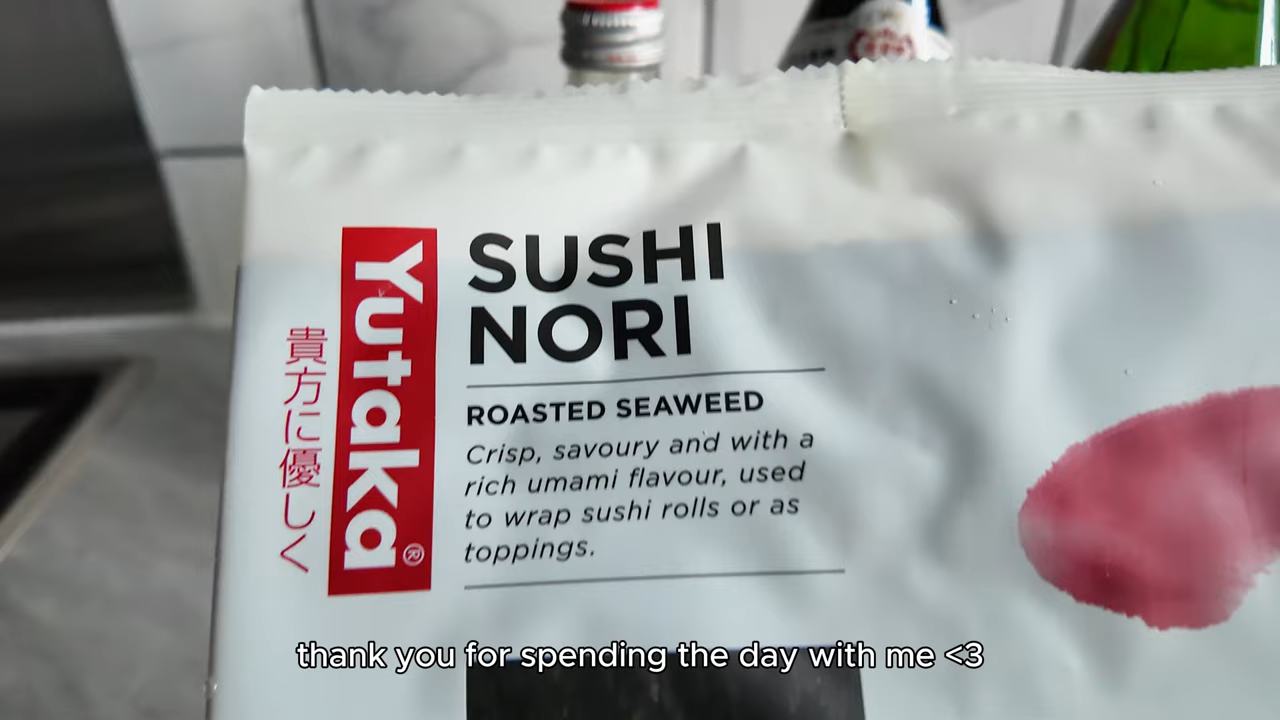 貴方に優しく
Yutaka®
SUSHI
NORI
ROASTED SEAWEED
Crisp, savoury and with a
rich umami flavour, used
to wrap sushi rolls or as
toppings.
thank you for spending the day with me <3